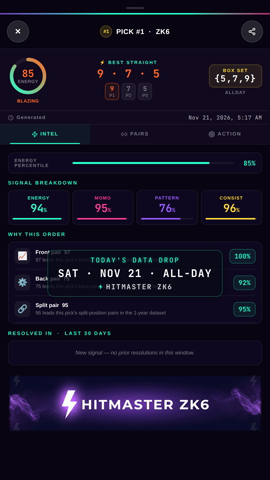 #1 PICK #1 · ZK6
85
ENERGY
BLAZING
⚡ BEST STRAIGHT
9 · 7 · 5
9 7 5
P1 P2 P3
BOX SET
{5,7,9}
ALLDAY
Generated
Nov 21, 2026, 5:17 AM
INTEL
PAIRS
ACTION
ENERGY
PERCENTILE
85%
SIGNAL BREAKDOWN
ENERGY
94%
MOMO
95%
PATTERN
76%
CONSIST
96%
WHY THIS ORDER
Front pair 97
100%
TODAY'S DATA DROP
SAT · NOV 21 · ALL-DAY
⚡ HITMASTER ZK6
Back
92%
Split pair 95
95 leads this pick's split-position pairs in the 1-year dataset
95%
RESOLVED IN · LAST 30 DAYS
New signal — no prior resolutions in this window.
HITMASTER ZK6